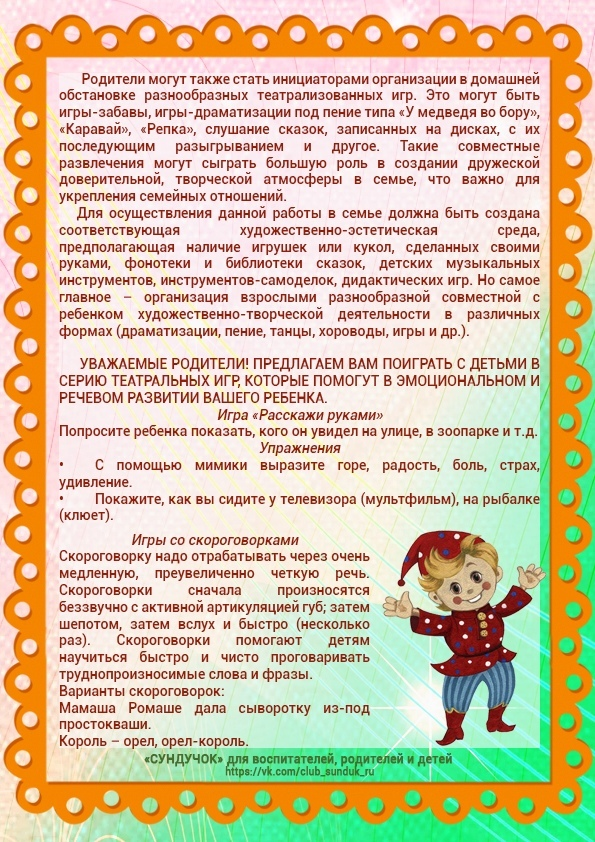 Родители могут также стать инициаторами организации в домашней
обстановке разнообразных театрализованных игр. Это могут быть
игры-забавы, игры-драматизации под пение типа «У медведя во бору»,
«Каравай», «Репка», слушание сказок, записанных на дисках, с их
последующим разыгрыванием и другое. Такие совместные
развлечения могут сыграть большую роль в создании дружеской
доверительной, творческой атмосферы в семье, что важно для
укрепления семейных отношений.
Для осуществления данной работы в семье должна быть создана
соответствующая художественно-эстетическая среда,
предполагающая наличие игрушек или кукол, сделанных своими
руками, фонотеки и библиотеки сказок, детских музыкальных
инструментов, инструментов-самоделок, дидактических игр. Но самое
главное – организация взрослыми разнообразной совместной с
ребенком художественно-творческой деятельности в различных
формах (драматизации, пение, танцы, хороводы, игры и др.).
УВАЖАЕМЫЕ РОДИТЕЛИ! ПРЕДЛАГАЕМ ВАМ ПОИГРАТЬ С ДЕТЬМИ В
СЕРИЮ ТЕАТРАЛЬНЫХ ИГР, КОТОРЫЕ ПОМОГУТ В ЭМОЦИОНАЛЬНОМ И
РЕЧЕВОМ РАЗВИТИИ ВАШЕГО РЕБЕНКА.
Игра «Расскажи руками»
Попросите ребенка показать, кого он увидел на улице, в зоопарке и т.д.
Упражнения
• С помощью мимики выразите горе, радость, боль, страх,
удивление.
• Покажите, как вы сидите у телевизора (мультфильм), на рыбалке
(клюет).
Игры со скороговорками
Скороговорку надо отрабатывать через очень
медленную, преувеличенно четкую речь.
Скороговорки сначала произносятся
беззвучно с активной артикуляцией губ; затем
шепотом, затем вслух и быстро (несколько
раз). Скороговорки помогают детям
научиться быстро и чисто проговаривать
труднопроизносимые слова и фразы.
Варианты скороговорок:
Мамаша Ромаше дала сыворотку из-под
простокваши.
Король – орел, орел-король.
«СУНДУЧОК» для воспитателей, родителей и детей
https://vk.com/club_sunduk_ru